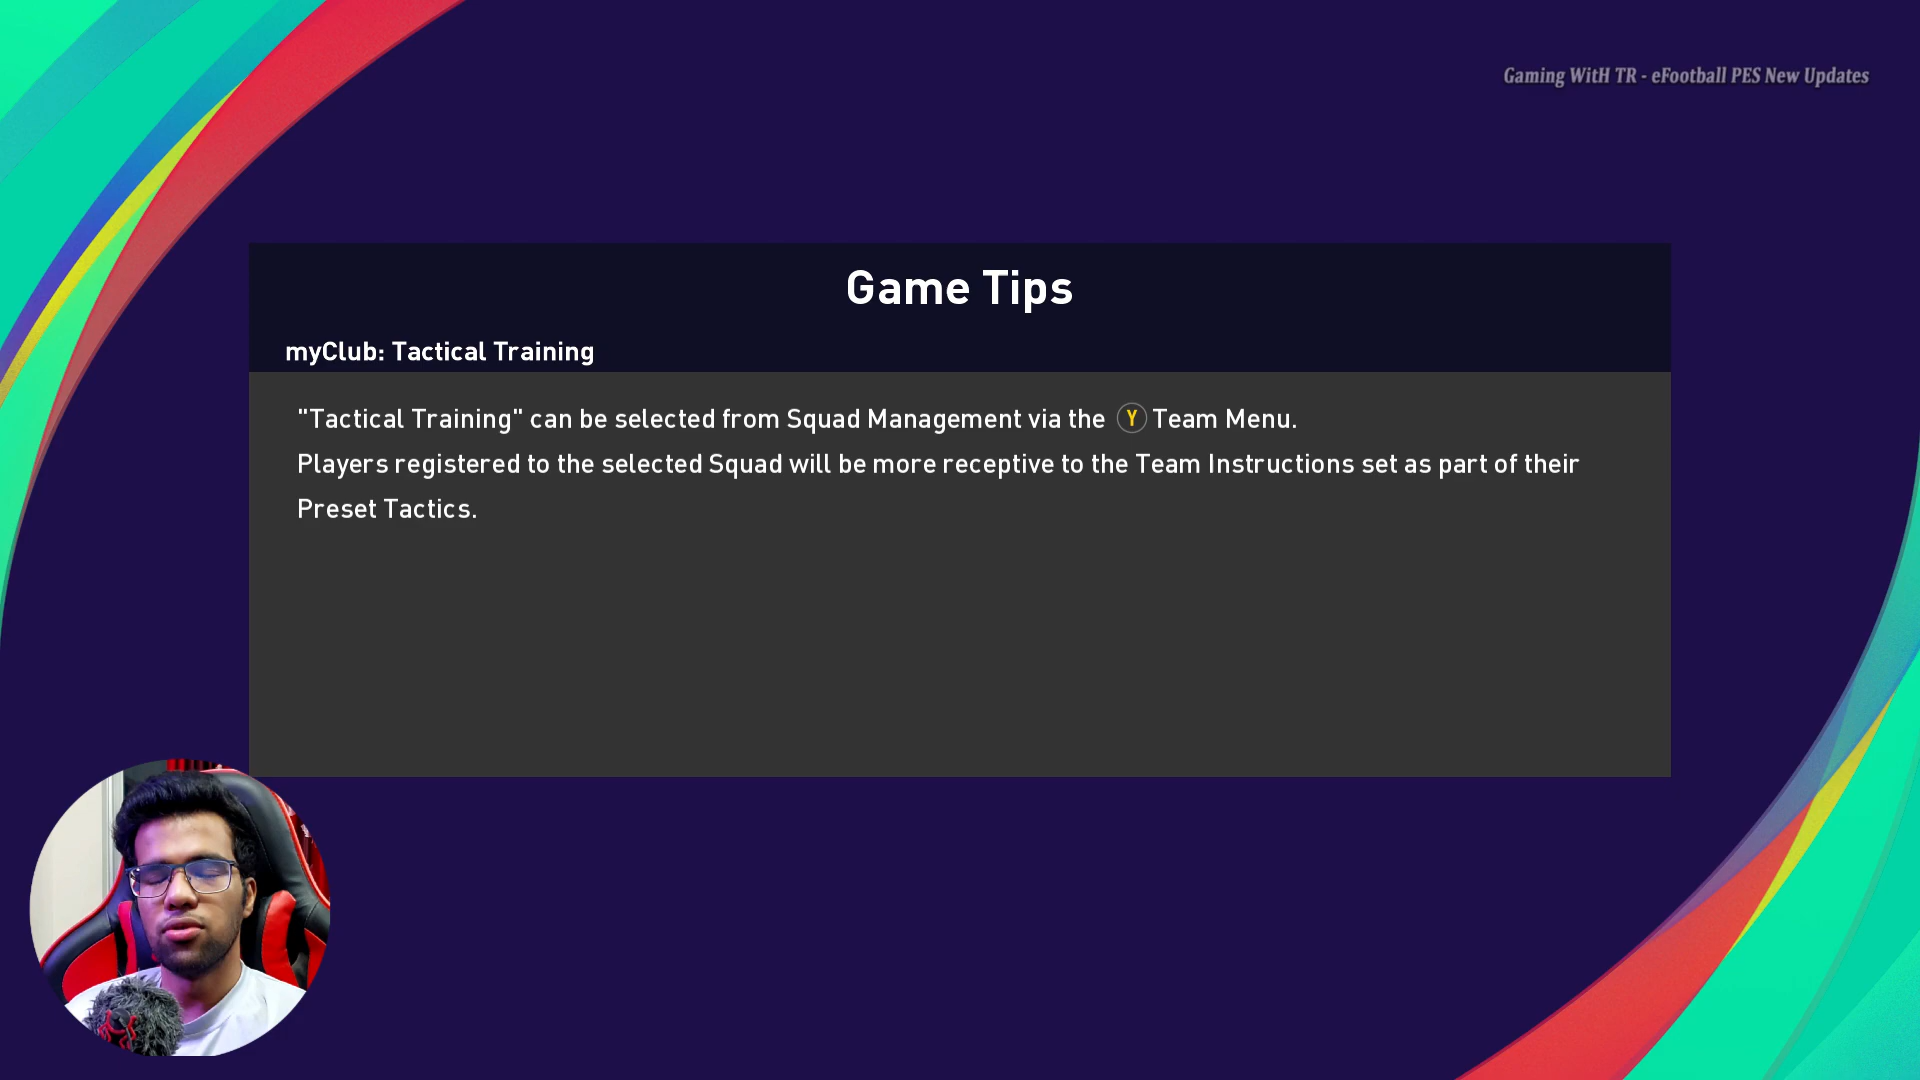 Gaming WitH TR - eFootball PES New Updates
Game Tips
myClub: Tactical Training
"Tactical Training" can be selected from Squad Management via the Y Team Menu.
Players registered to the selected Squad will be more receptive to the Team Instructions set as part of their
Preset Tactics.